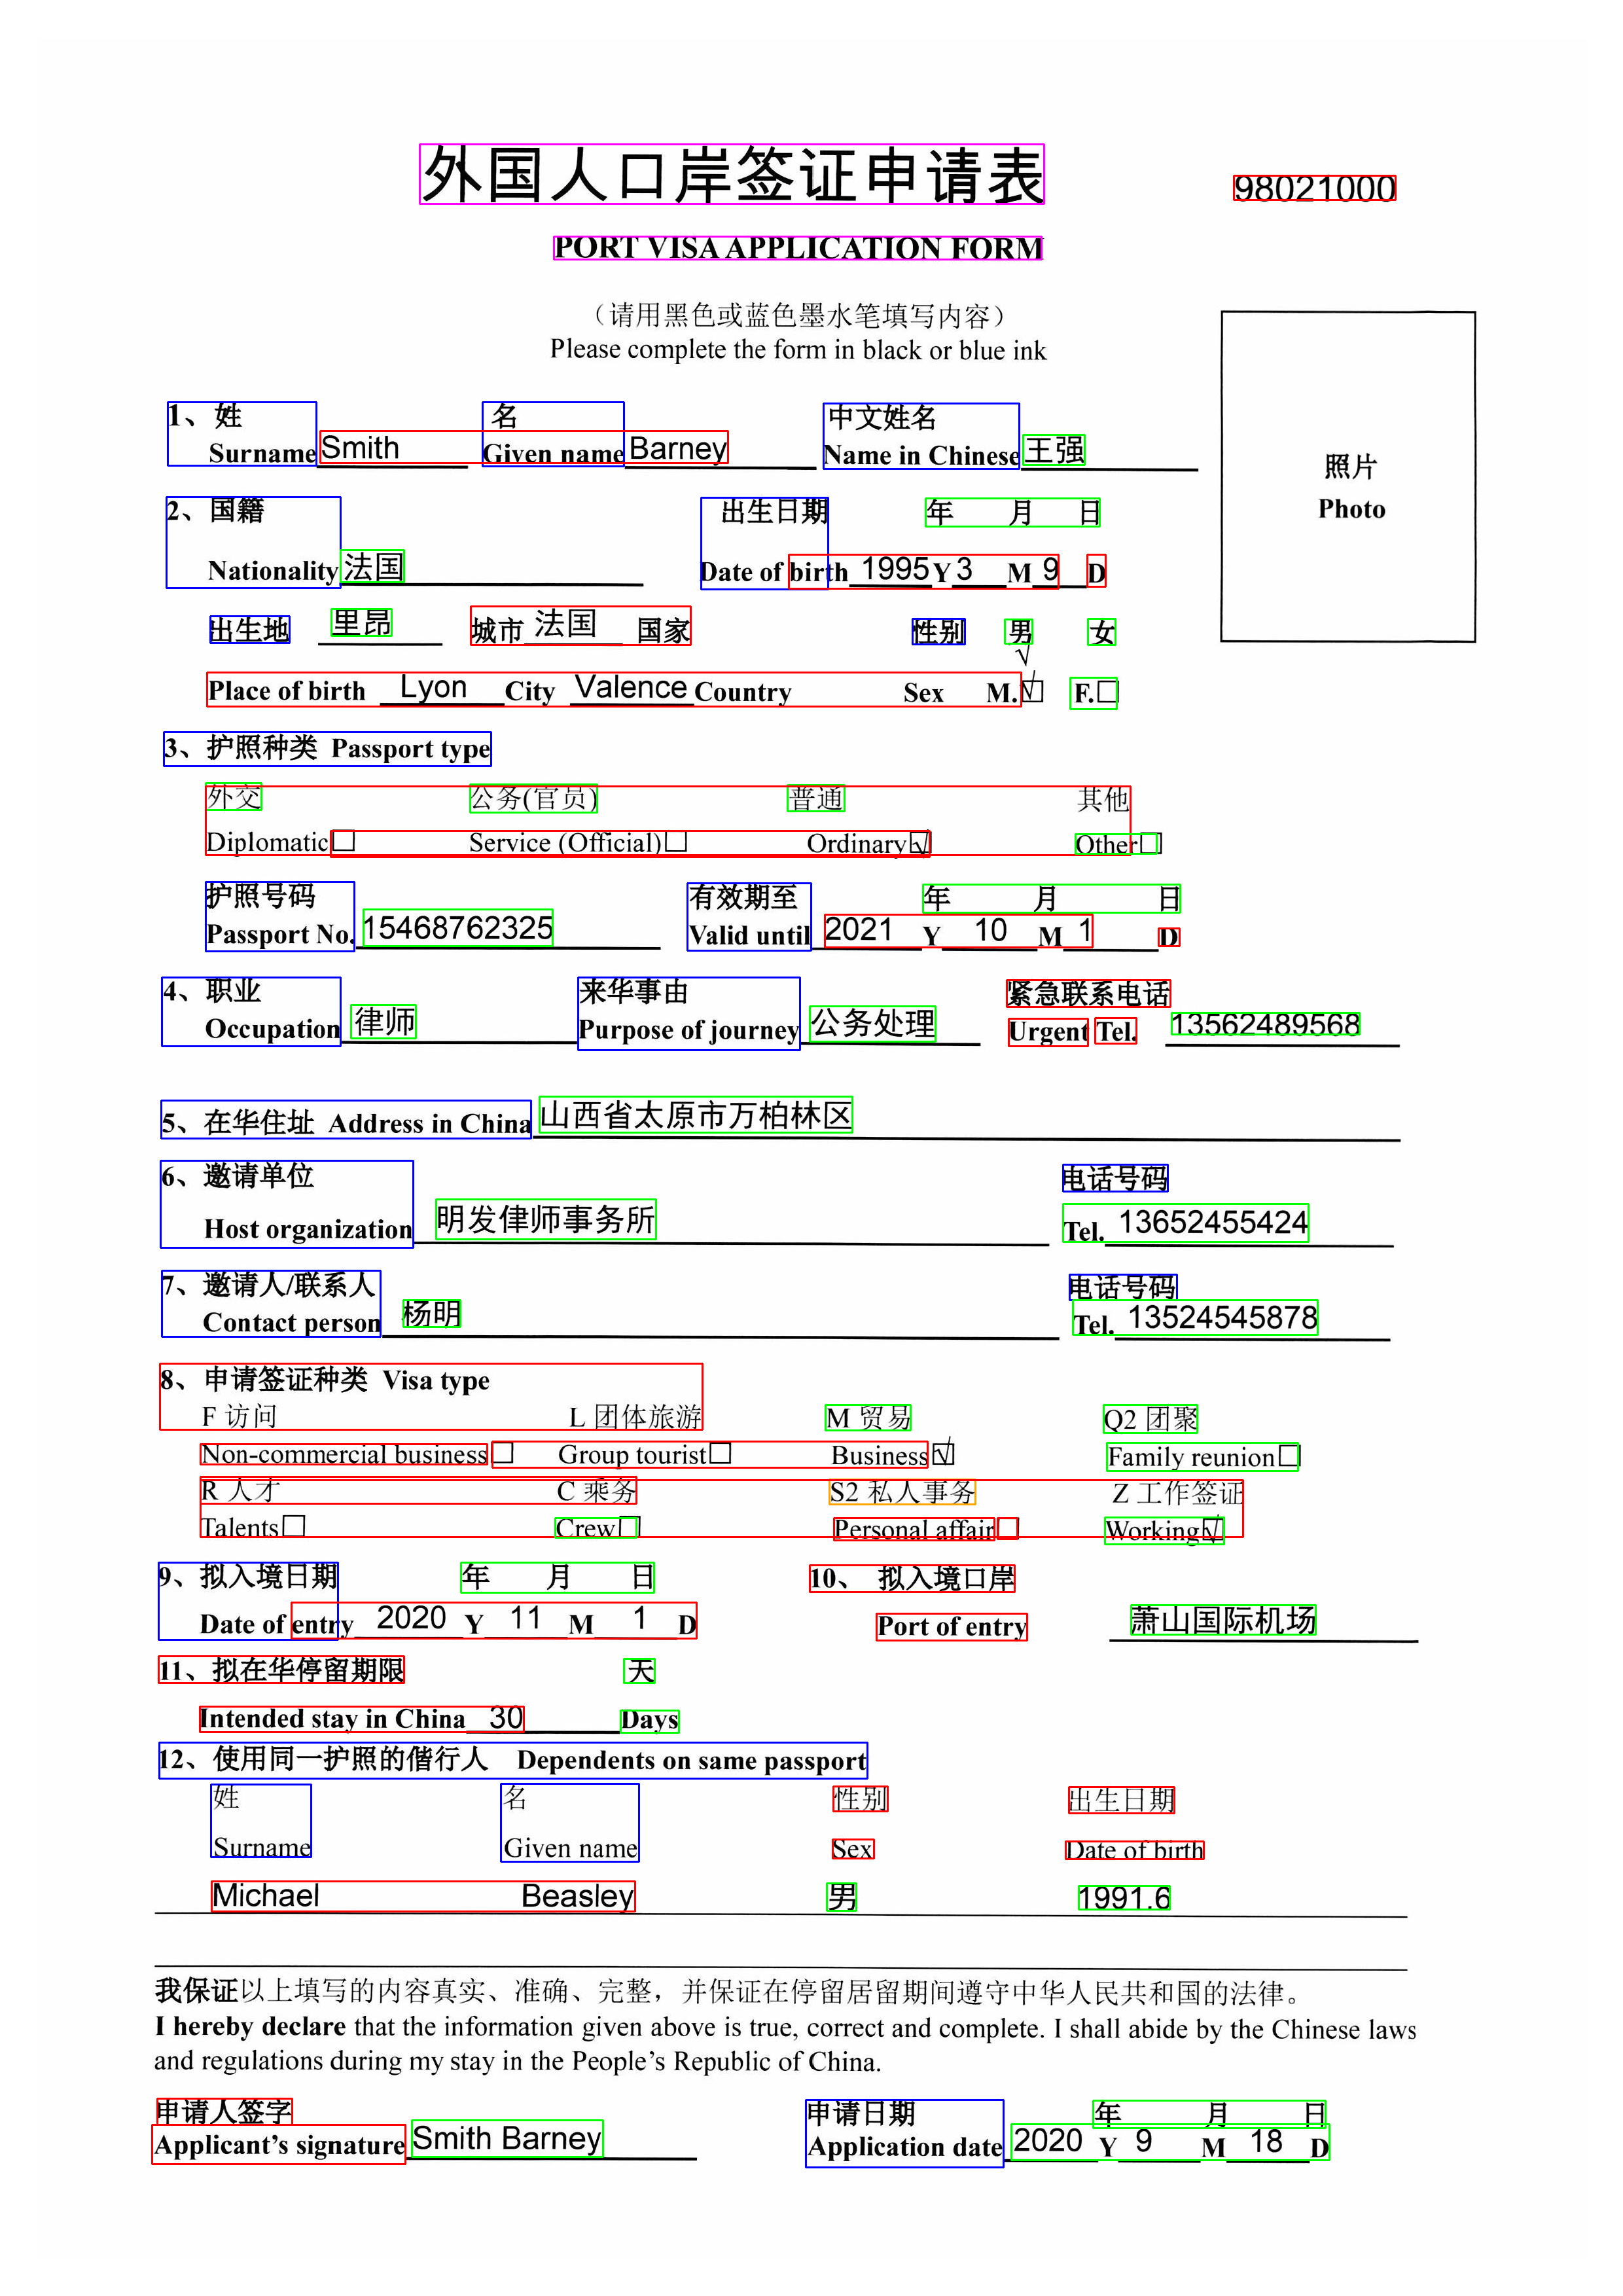 外国人口岸签证申请表 98021000
PORT VISA APPLICATION FORM
（请用黑色或蓝色墨水笔填写内容）
Please complete the form in black or blue ink
1、姓 名 中文姓名
Surname Smith Given name Barney Name in Chinese 王强
照片
Photo
2、国籍 出生日期 年 月 日
Nationality 法国 Date of birth 1995 Y 3 M 9 D
出生地 里昂 城市 法国 国家 性别 男 女
√
Place of birth Lyon City Valence Country Sex M.☑ F.□
3、护照种类 Passport type
外交 公务(官员) 普通 其他
Diplomatic□ Service (Official)□ Ordinary☑ Other□
护照号码 有效期至 年 月 日
Passport No. 15468762325 Valid until 2021 Y 10 M 1 D
4、职业 来华事由 紧急联系电话
Occupation 律师 Purpose of journey 公务处理 Urgent Tel. 13562489568
5、在华住址 Address in China 山西省太原市万柏林区
6、邀请单位 电话号码
Host organization 明发律师事务所 Tel. 13652455424
7、邀请人/联系人 电话号码
Contact person 杨明 Tel. 13524545878
8、申请签证种类 Visa type
F 访问 L 团体旅游 M 贸易 Q2 团聚
Non-commercial business□ Group tourist□ Business☑ Family reunion□
R 人才 C 乘务 S2 私人事务 Z 工作签证
Talents□ Crew□ Personal affair□ Working☑
9、拟入境日期 年 月 日 10、 拟入境口岸
Date of entry 2020 Y 11 M 1 D Port of entry 萧山国际机场
11、拟在华停留期限 天
Intended stay in China 30 Days
12、使用同一护照的偕行人 Dependents on same passport
姓 名 性别 出生日期
Surname Given name Sex Date of birth
Michael Beasley 男 1991.6
我保证以上填写的内容真实、准确、完整，并保证在停留居留期间遵守中华人民共和国的法律。
I hereby declare that the information given above is true, correct and complete. I shall abide by the Chinese laws
and regulations during my stay in the People’s Republic of China.
申请人签字 申请日期 年 月 日
Applicant’s signature Smith Barney Application date 2020 Y 9 M 18 D